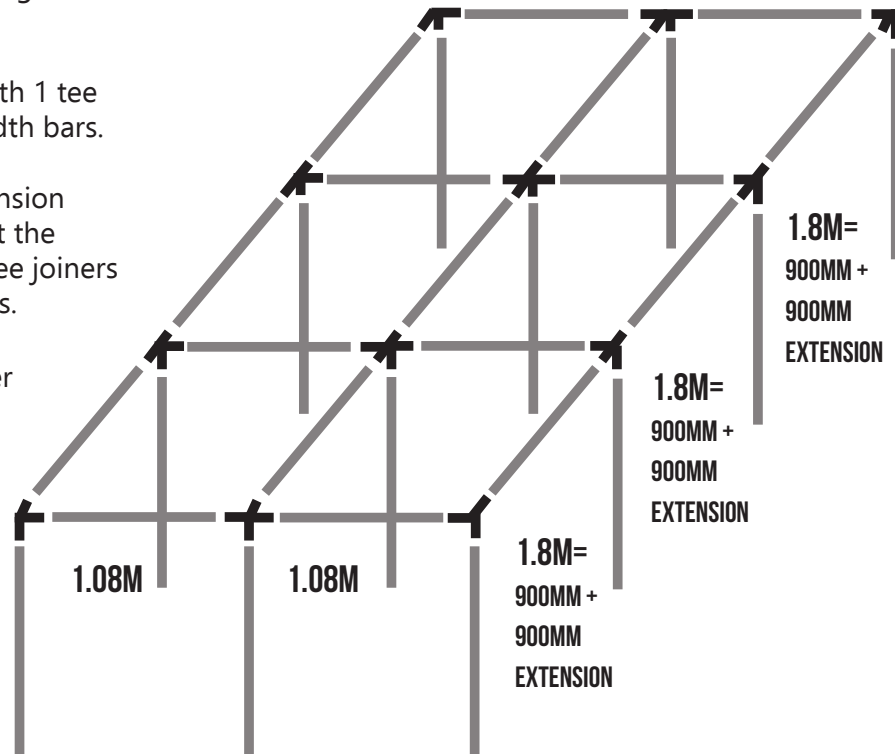 th 1 tee
dth bars.
nsion
t the
ee joiners
s.
er
1.8M=
900MM +
900MM
EXTENSION
1.8M=
900MM +
900MM
EXTENSION
1.8M=
900MM +
900MM
EXTENSION
1.08M
1.08M